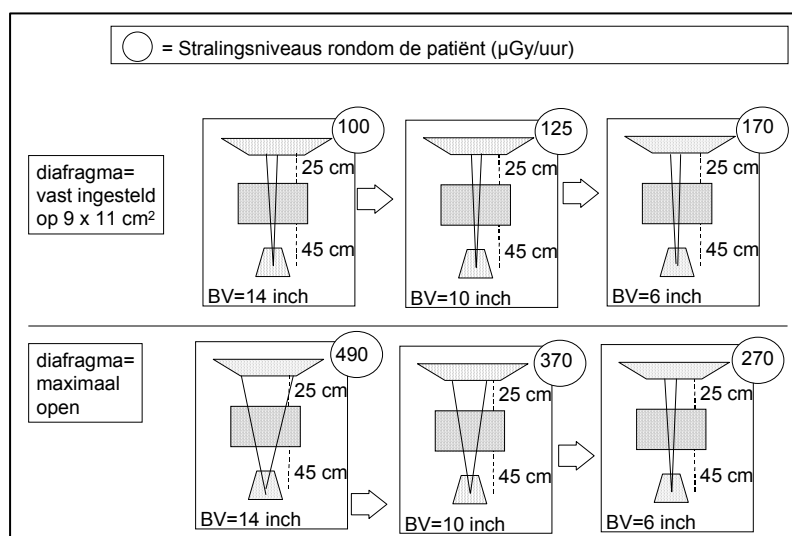 = Stralingsniveaus rondom de patiënt (µGy/uur)
diafragma=
vast ingesteld
op 9 x 11 cm²
100
25 cm
45 cm
BV=14 inch
125
25 cm
45 cm
BV=10 inch
170
25 cm
45 cm
BV=6 inch
diafragma=
maximaal
open
490
25 cm
45 cm
BV=14 inch
370
25 cm
45 cm
BV=10 inch
270
25 cm
45 cm
BV=6 inch